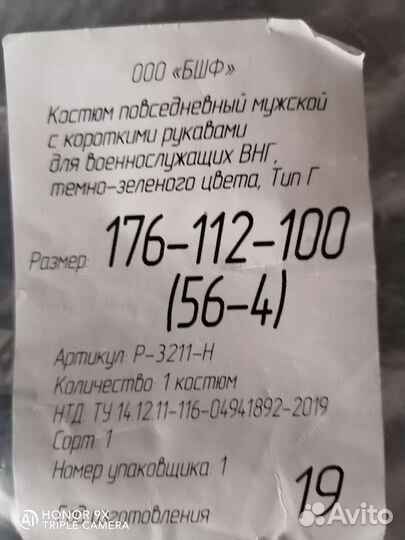 ООО «БШФ»
Костюм повседневный мужской
с короткими рукавами
для военнослужащих ВНГ,
темно-зеленого цвета, Тип Г
Размер: 176-112-100
(56-4)
Артикул Р-3211-Н
Количество: 1 костюм
НТД: ТУ 14.12.11-116-04941892-2019
Сорт: 1
Номер упаковщика: 1
изготовления 19
HONOR 9X
TRIPLE CAMERA
Avito